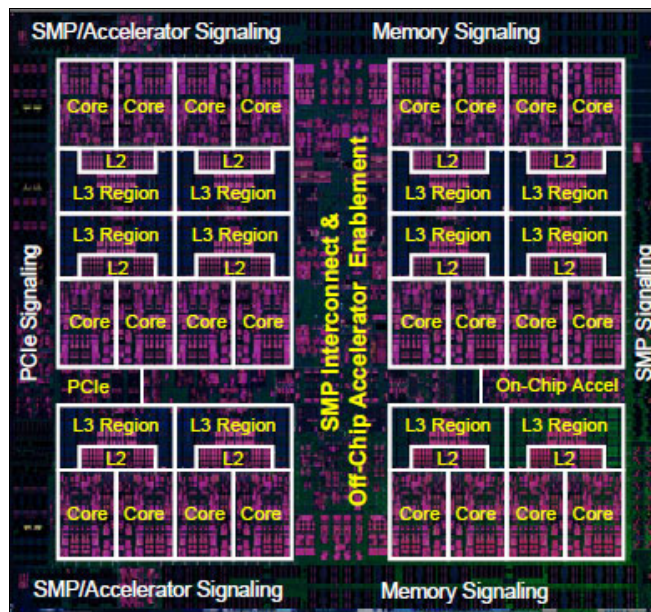 SMP/Accelerator Signaling Memory Signaling
Core Core Core Core Core Core Core Core
L2 L2 L2 L2
L3 Region L3 Region L3 Region L3 Region
L3 Region L3 Region L3 Region L3 Region
L2 L2 L2 L2
Core Core Core Core Core Core Core Core
PCIe Signaling
SMP Interconnect &
Off-Chip Accelerator Enablement
SMP Signaling
PCIe On-Chip Accel
L3 Region L3 Region L3 Region L3 Region
L2 L2 L2 L2
Core Core Core Core Core Core Core Core
SMP/Accelerator Signaling Memory Signaling